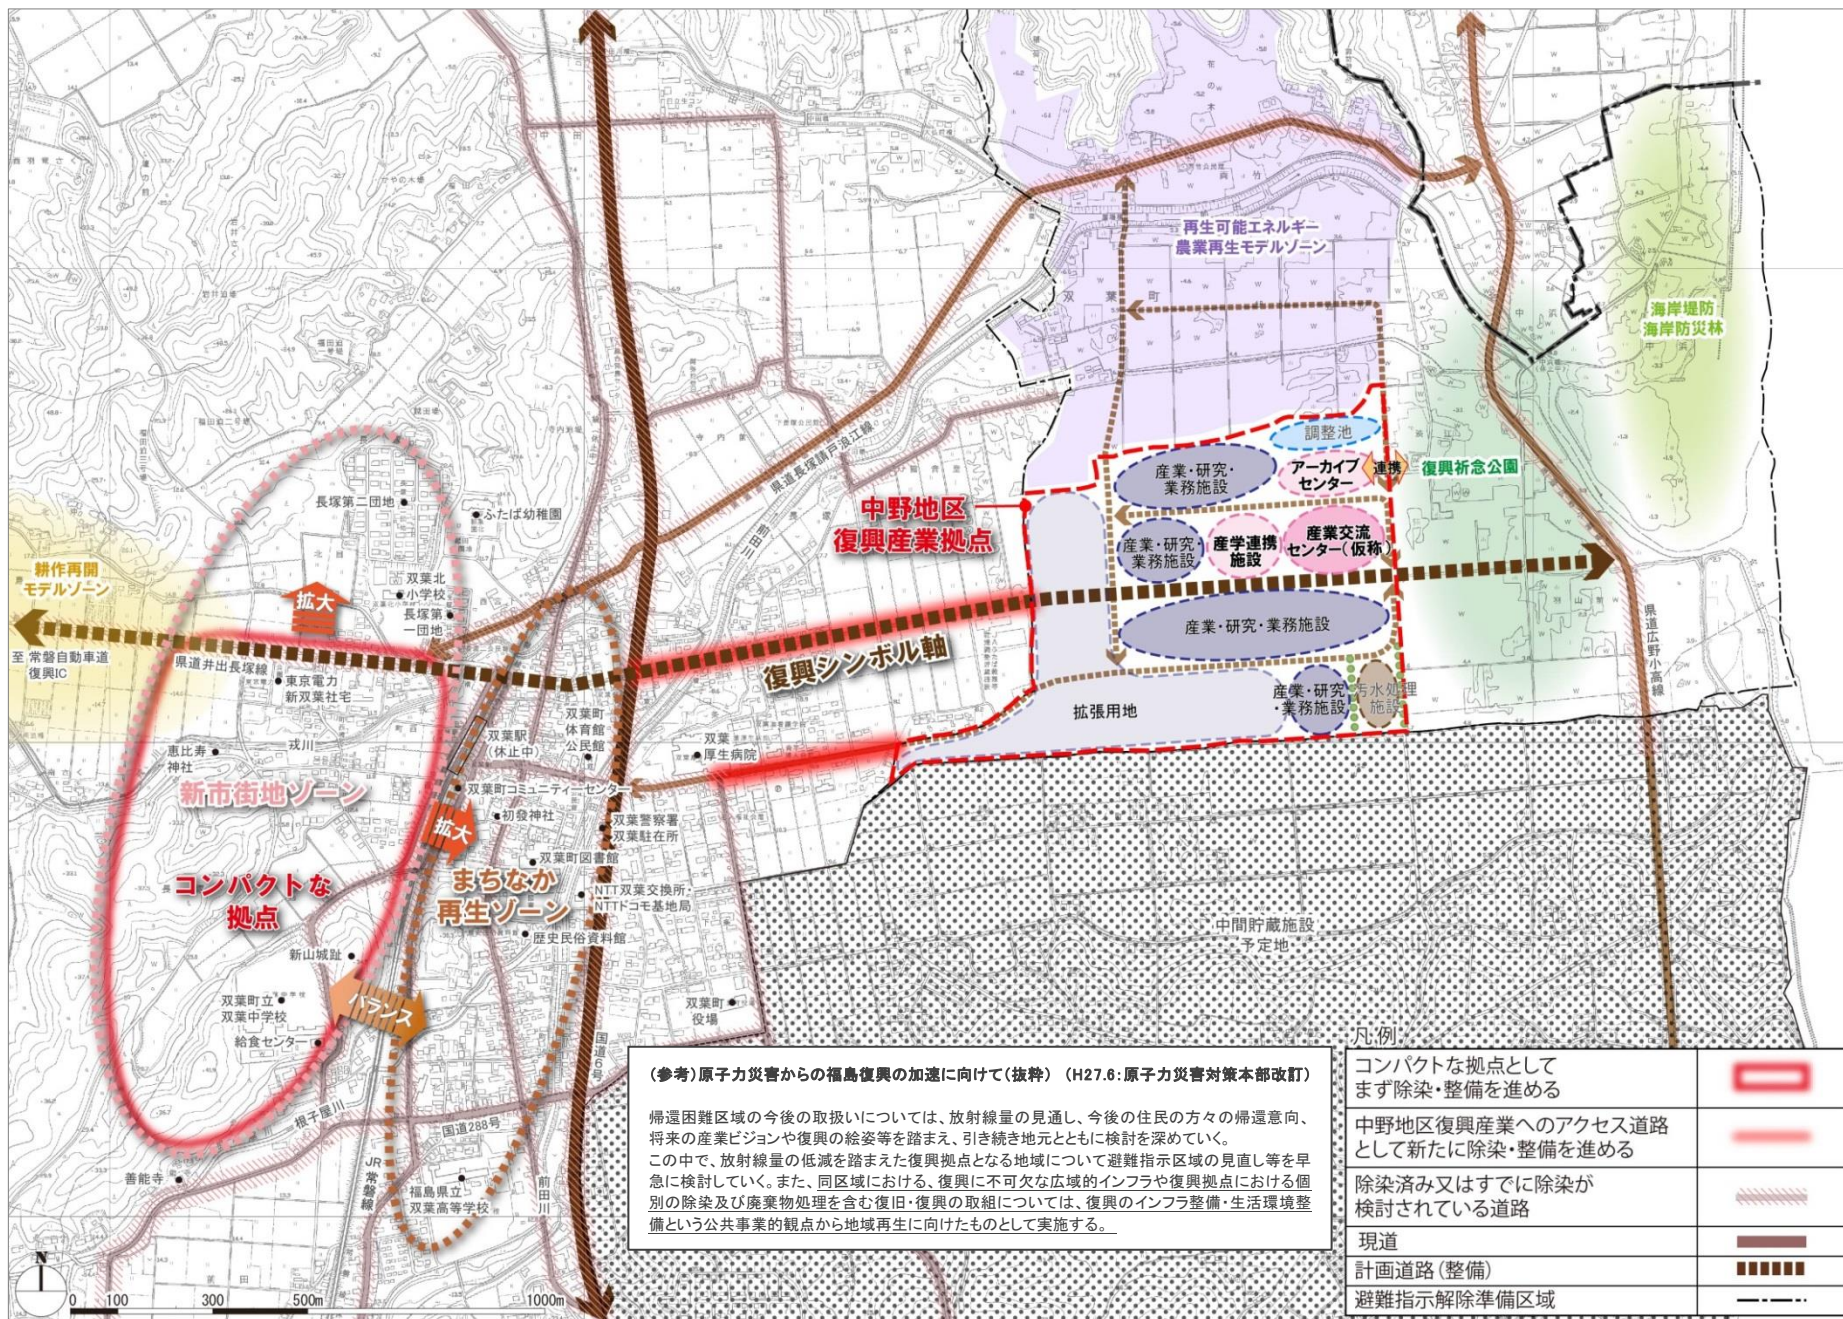 再生可能エネルギー
農業再生モデルゾーン
双葉町
海岸堤防
海岸防災林
県道長塚請戸浪江線
前田川
中野地区
復興産業拠点
調整池
産業・研究・
業務施設
アーカイブ
センター
連携
復興祈念公園
産業・研究
業務施設
産学連携
施設
産業交流
センター(仮称)
産業・研究・業務施設
産業・研究
・業務施設
汚水処理
施設
拡張用地
県道広野小高線
長塚第二団地
ふたば幼稚園
双葉北
小学校
長塚第
一団地
拡大
耕作再開
モデルゾーン
至 常磐自動車道
復興IC
県道井出長塚線
東京電力
新双葉社宅
復興シンボル軸
恵比寿
神社
戎川
新市街地ゾーン
双葉駅
(休止中)
双葉町
体育館
公民館
双葉
厚生病院
双葉町コミュニティーセンター
拡大
初發神社
双葉警察署
双葉駐在所
双葉町図書館
まちなか
再生ゾーン
NTT双葉交換所・
NTTドコモ基地局
歴史民俗資料館
コンパクトな
拠点
新山城趾
双葉町立
双葉中学校
給食センター
バランス
双葉町
役場
中間貯蔵施設
予定地
国道6号
根子屋川
国道288号
JR常磐線
善能寺
福島県立
双葉高等学校
前田川
(参考)原子力災害からの福島復興の加速に向けて(抜粋) (H27.6:原子力災害対策本部改訂)
帰還困難区域の今後の取扱いについては、放射線量の見通し、今後の住民の方々の帰還意向、
将来の産業ビジョンや復興の絵姿等を踏まえ、引き続き地元とともに検討を深めていく。
この中で、放射線量の低減を踏まえた復興拠点となる地域について避難指示区域の見直し等を早
急に検討していく。また、同区域における、復興に不可欠な広域的インフラや復興拠点における個
別の除染及び廃棄物処理を含む復旧・復興の取組については、復興のインフラ整備・生活環境整
備という公共事業的観点から地域再生に向けたものとして実施する。
凡例
コンパクトな拠点として
まず除染・整備を進める
中野地区復興産業へのアクセス道路
として新たに除染・整備を進める
除染済み又はすでに除染が
検討されている道路
現道
計画道路(整備)
避難指示解除準備区域
N
0 100 300 500m 1000m